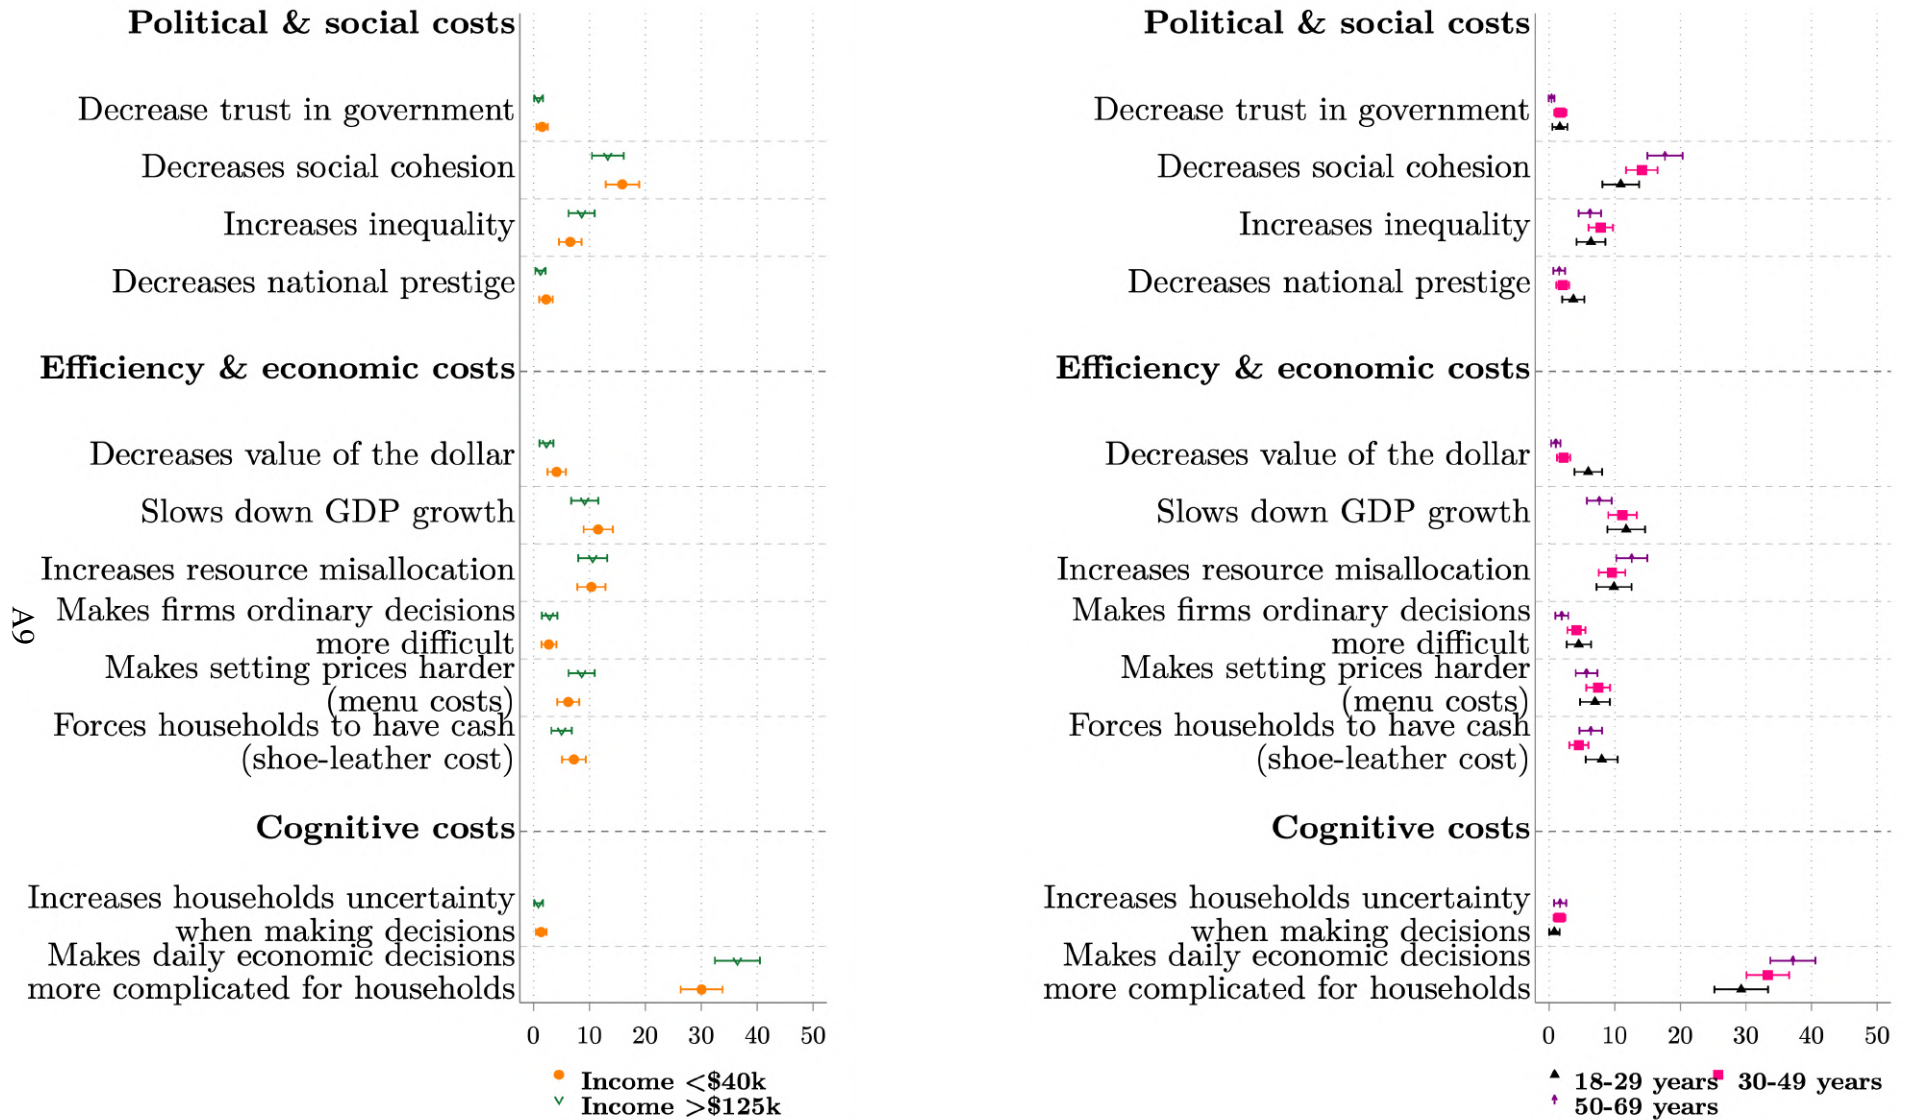 Political & social costs
Decrease trust in government
Decreases social cohesion
Increases inequality
Decreases national prestige
Efficiency & economic costs
Decreases value of the dollar
Slows down GDP growth
Increases resource misallocation
Makes firms ordinary decisions
more difficult
Makes setting prices harder
(menu costs)
Forces households to have cash
(shoe-leather cost)
Cognitive costs
Increases households uncertainty
when making decisions
Makes daily economic decisions
more complicated for households
0 10 20 30 40 50
Income <$40k
Income >$125k
Political & social costs
Decrease trust in government
Decreases social cohesion
Increases inequality
Decreases national prestige
Efficiency & economic costs
Decreases value of the dollar
Slows down GDP growth
Increases resource misallocation
Makes firms ordinary decisions
more difficult
Makes setting prices harder
(menu costs)
Forces households to have cash
(shoe-leather cost)
Cognitive costs
Increases households uncertainty
when making decisions
Makes daily economic decisions
more complicated for households
0 10 20 30 40 50
18-29 years 30-49 years
50-69 years
A9